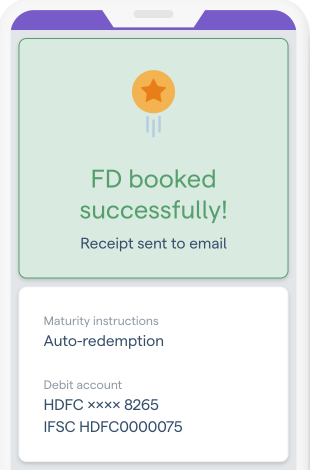 FD booked
successfully!
Receipt sent to email
Maturity instructions
Auto-redemption
Debit account
HDFC ×××× 8265
IFSC HDFC0000075